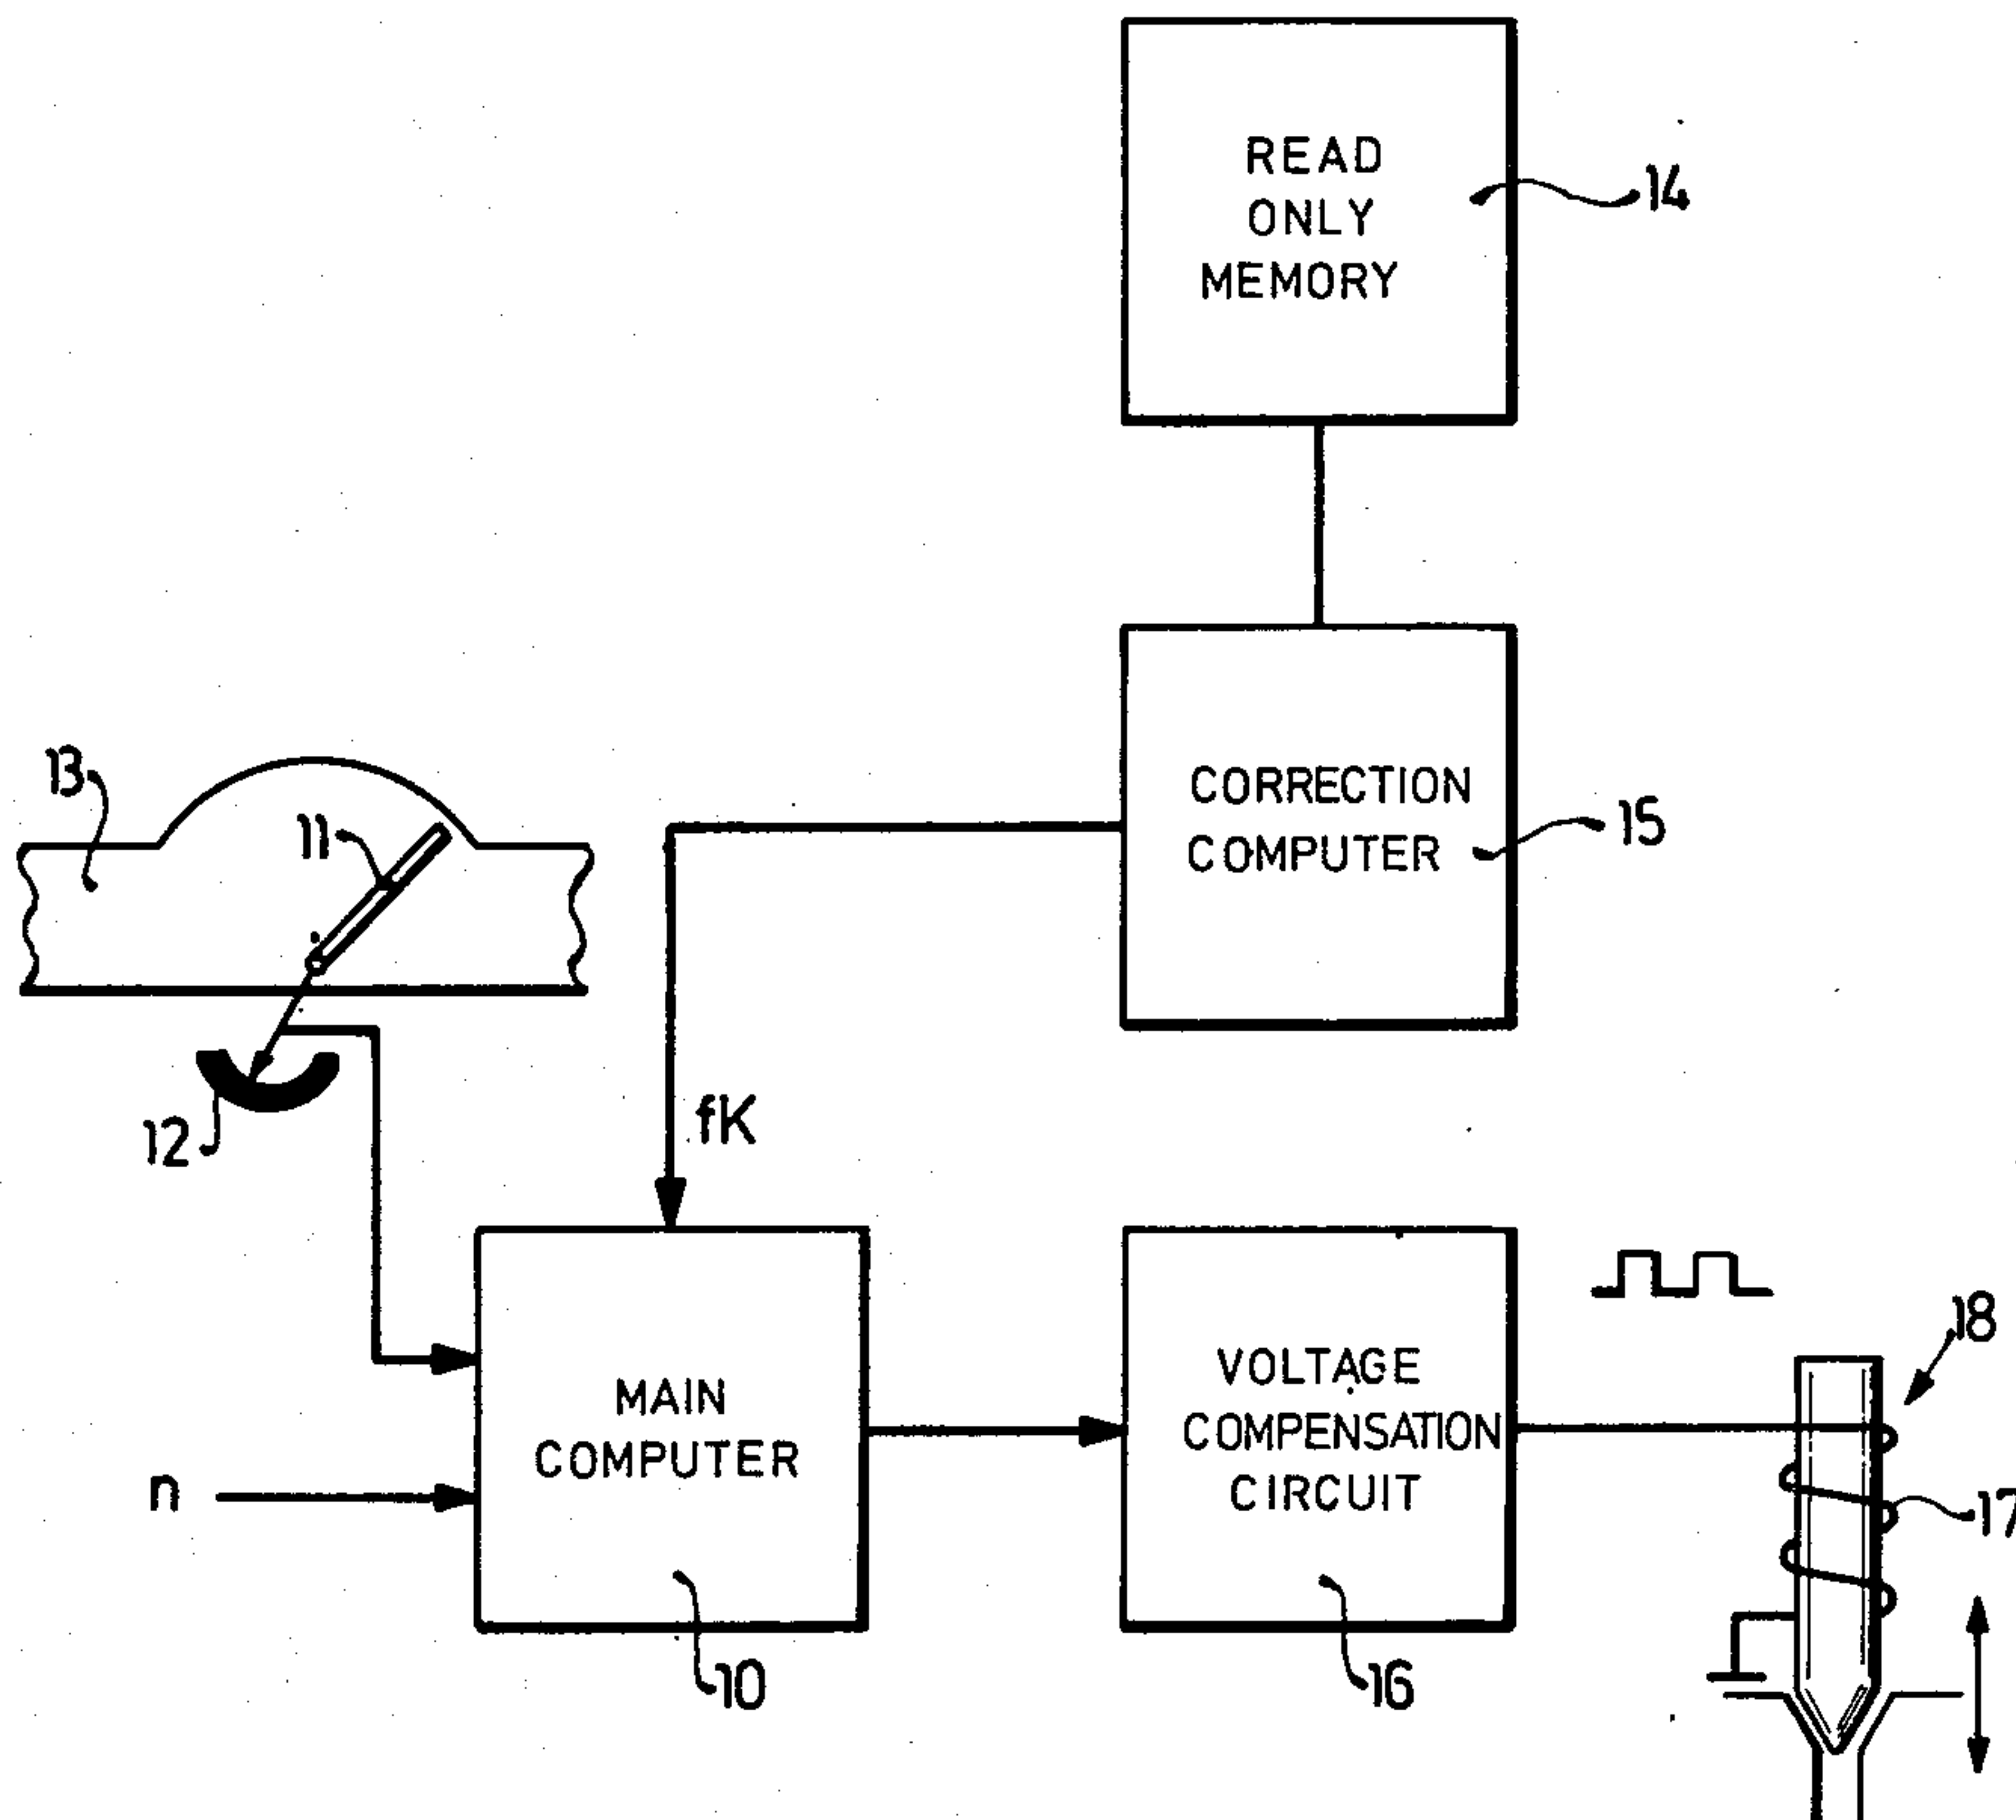 READ
ONLY
MEMORY
14
CORRECTION
COMPUTER
15
13
11
12
fK
MAIN
COMPUTER
10
n
VOLTAGE
COMPENSATION
CIRCUIT
16
18
17